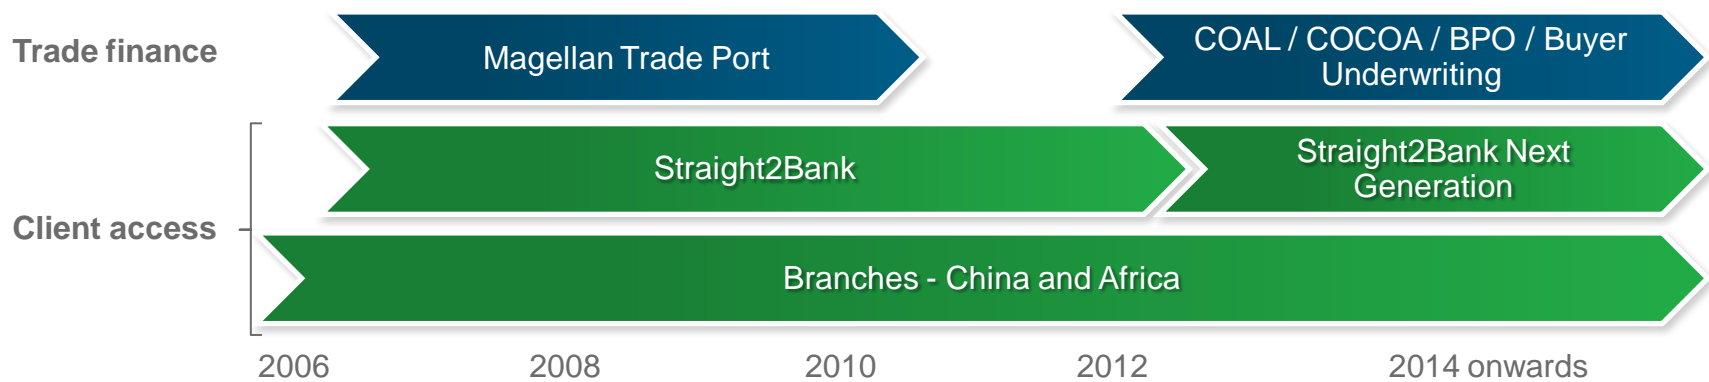 Trade finance
Magellan Trade Port
COAL / COCOA / BPO / Buyer
Underwriting
Client access
Straight2Bank
Straight2Bank Next
Generation
Branches - China and Africa
2006
2008
2010
2012
2014 onwards